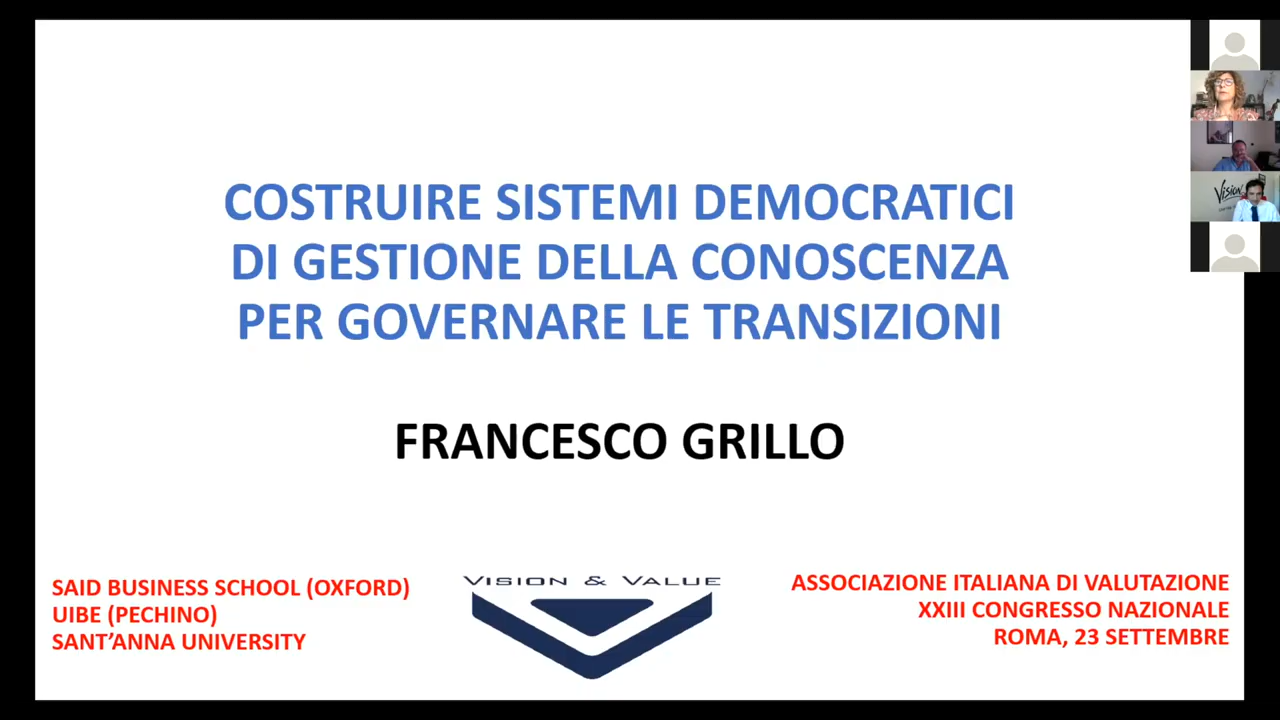 COSTRUIRE SISTEMI DEMOCRATICI
DI GESTIONE DELLA CONOSCENZA
PER GOVERNARE LE TRANSIZIONI
FRANCESCO GRILLO
SAID BUSINESS SCHOOL (OXFORD)
UIBE (PECHINO)
SANT'ANNA UNIVERSITY
VISION & VALUE
ASSOCIAZIONE ITALIANA DI VALUTAZIONE
XXIII CONGRESSO NAZIONALE
ROMA, 23 SETTEMBRE
Vision